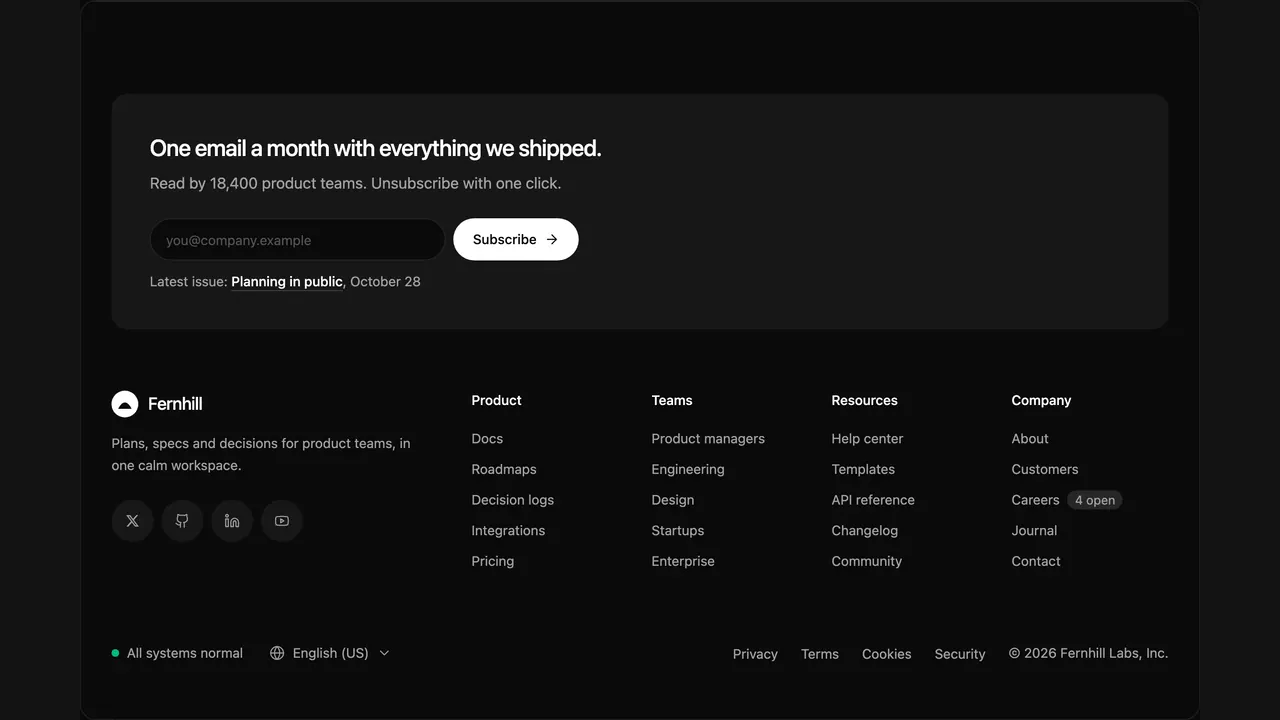 One email a month with everything we shipped.
Read by 18,400 product teams. Unsubscribe with one click.
you@company.example
Subscribe
Latest issue: Planning in public, October 28
Fernhill
Plans, specs and decisions for product teams, in
one calm workspace.
Product
Docs
Roadmaps
Decision logs
Integrations
Pricing
Teams
Product managers
Engineering
Design
Startups
Enterprise
Resources
Help center
Templates
API reference
Changelog
Community
Company
About
Customers
Careers 4 open
Journal
Contact
All systems normal
English (US)
Privacy Terms Cookies Security © 2026 Fernhill Labs, Inc.